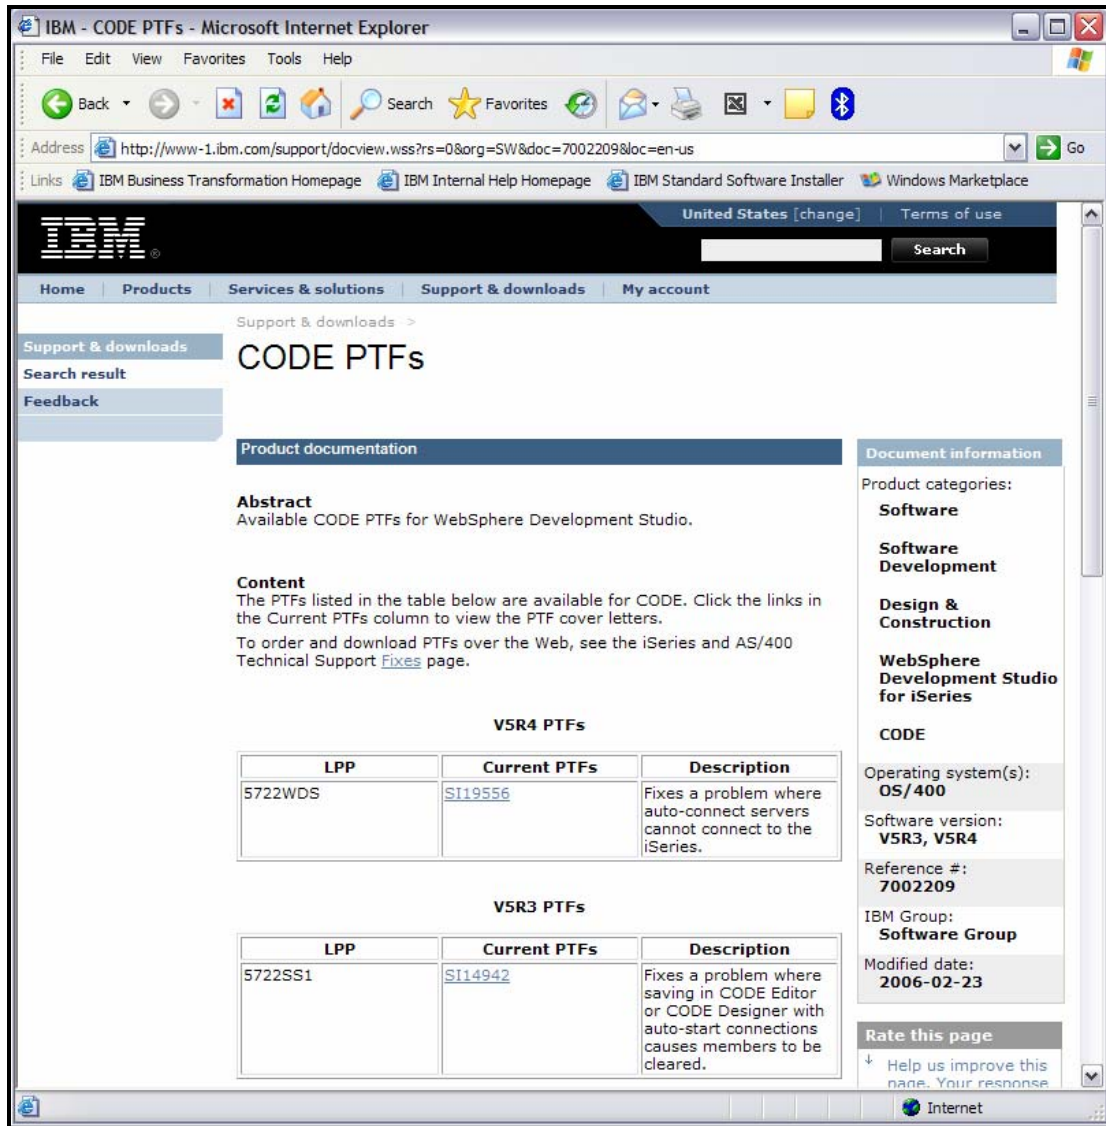 IBM - CODE PTFs - Microsoft Internet Explorer
File Edit View Favorites Tools Help
Back Search Favorites
Address http://www-1.ibm.com/support/docview.wss?rs=0&org=SW&doc=7002209&loc=en-us Go
Links IBM Business Transformation Homepage IBM Internal Help Homepage IBM Standard Software Installer Windows Marketplace
United States [change] | Terms of use
IBM®
Search
Home | Products | Services & solutions | Support & downloads | My account
Support & downloads
Search result
Feedback
Support & downloads >
CODE PTFs
Product documentation
Abstract
Available CODE PTFs for WebSphere Development Studio.
Content
The PTFs listed in the table below are available for CODE. Click the links in
the Current PTFs column to view the PTF cover letters.
To order and download PTFs over the Web, see the iSeries and AS/400
Technical Support Fixes page.
V5R4 PTFs
LPP Current PTFs Description
5722WDS SI19556 Fixes a problem where
auto-connect servers
cannot connect to the
iSeries.
V5R3 PTFs
LPP Current PTFs Description
5722SS1 SI14942 Fixes a problem where
saving in CODE Editor
or CODE Designer with
auto-start connections
causes members to be
cleared.
Document information
Product categories:
Software
Software
Development
Design &
Construction
WebSphere
Development Studio
for iSeries
CODE
Operating system(s):
OS/400
Software version:
V5R3, V5R4
Reference #:
7002209
IBM Group:
Software Group
Modified date:
2006-02-23
Rate this page
Help us improve this
page. Your response
Internet